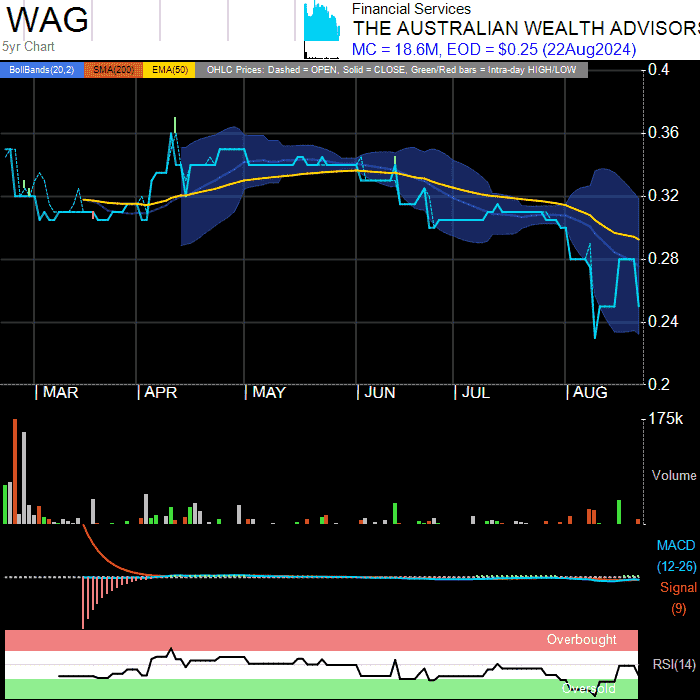 WAG
5yr Chart
Financial Services
THE AUSTRALIAN WEALTH ADVISORS
MC = 18.6M, EOD = $0.25 (22Aug2024)
BollBands(20,2) SMA(200) EMA(50) OHLC Prices: Dashed = OPEN, Solid = CLOSE, Green/Red bars = Intra-day HIGH/LOW
0.4
0.36
0.32
0.28
0.24
0.2
MAR APR MAY JUN JUL AUG
175k
Volume
MACD
(12-26)
Signal
(9)
Overbought
RSI(14)
Oversold